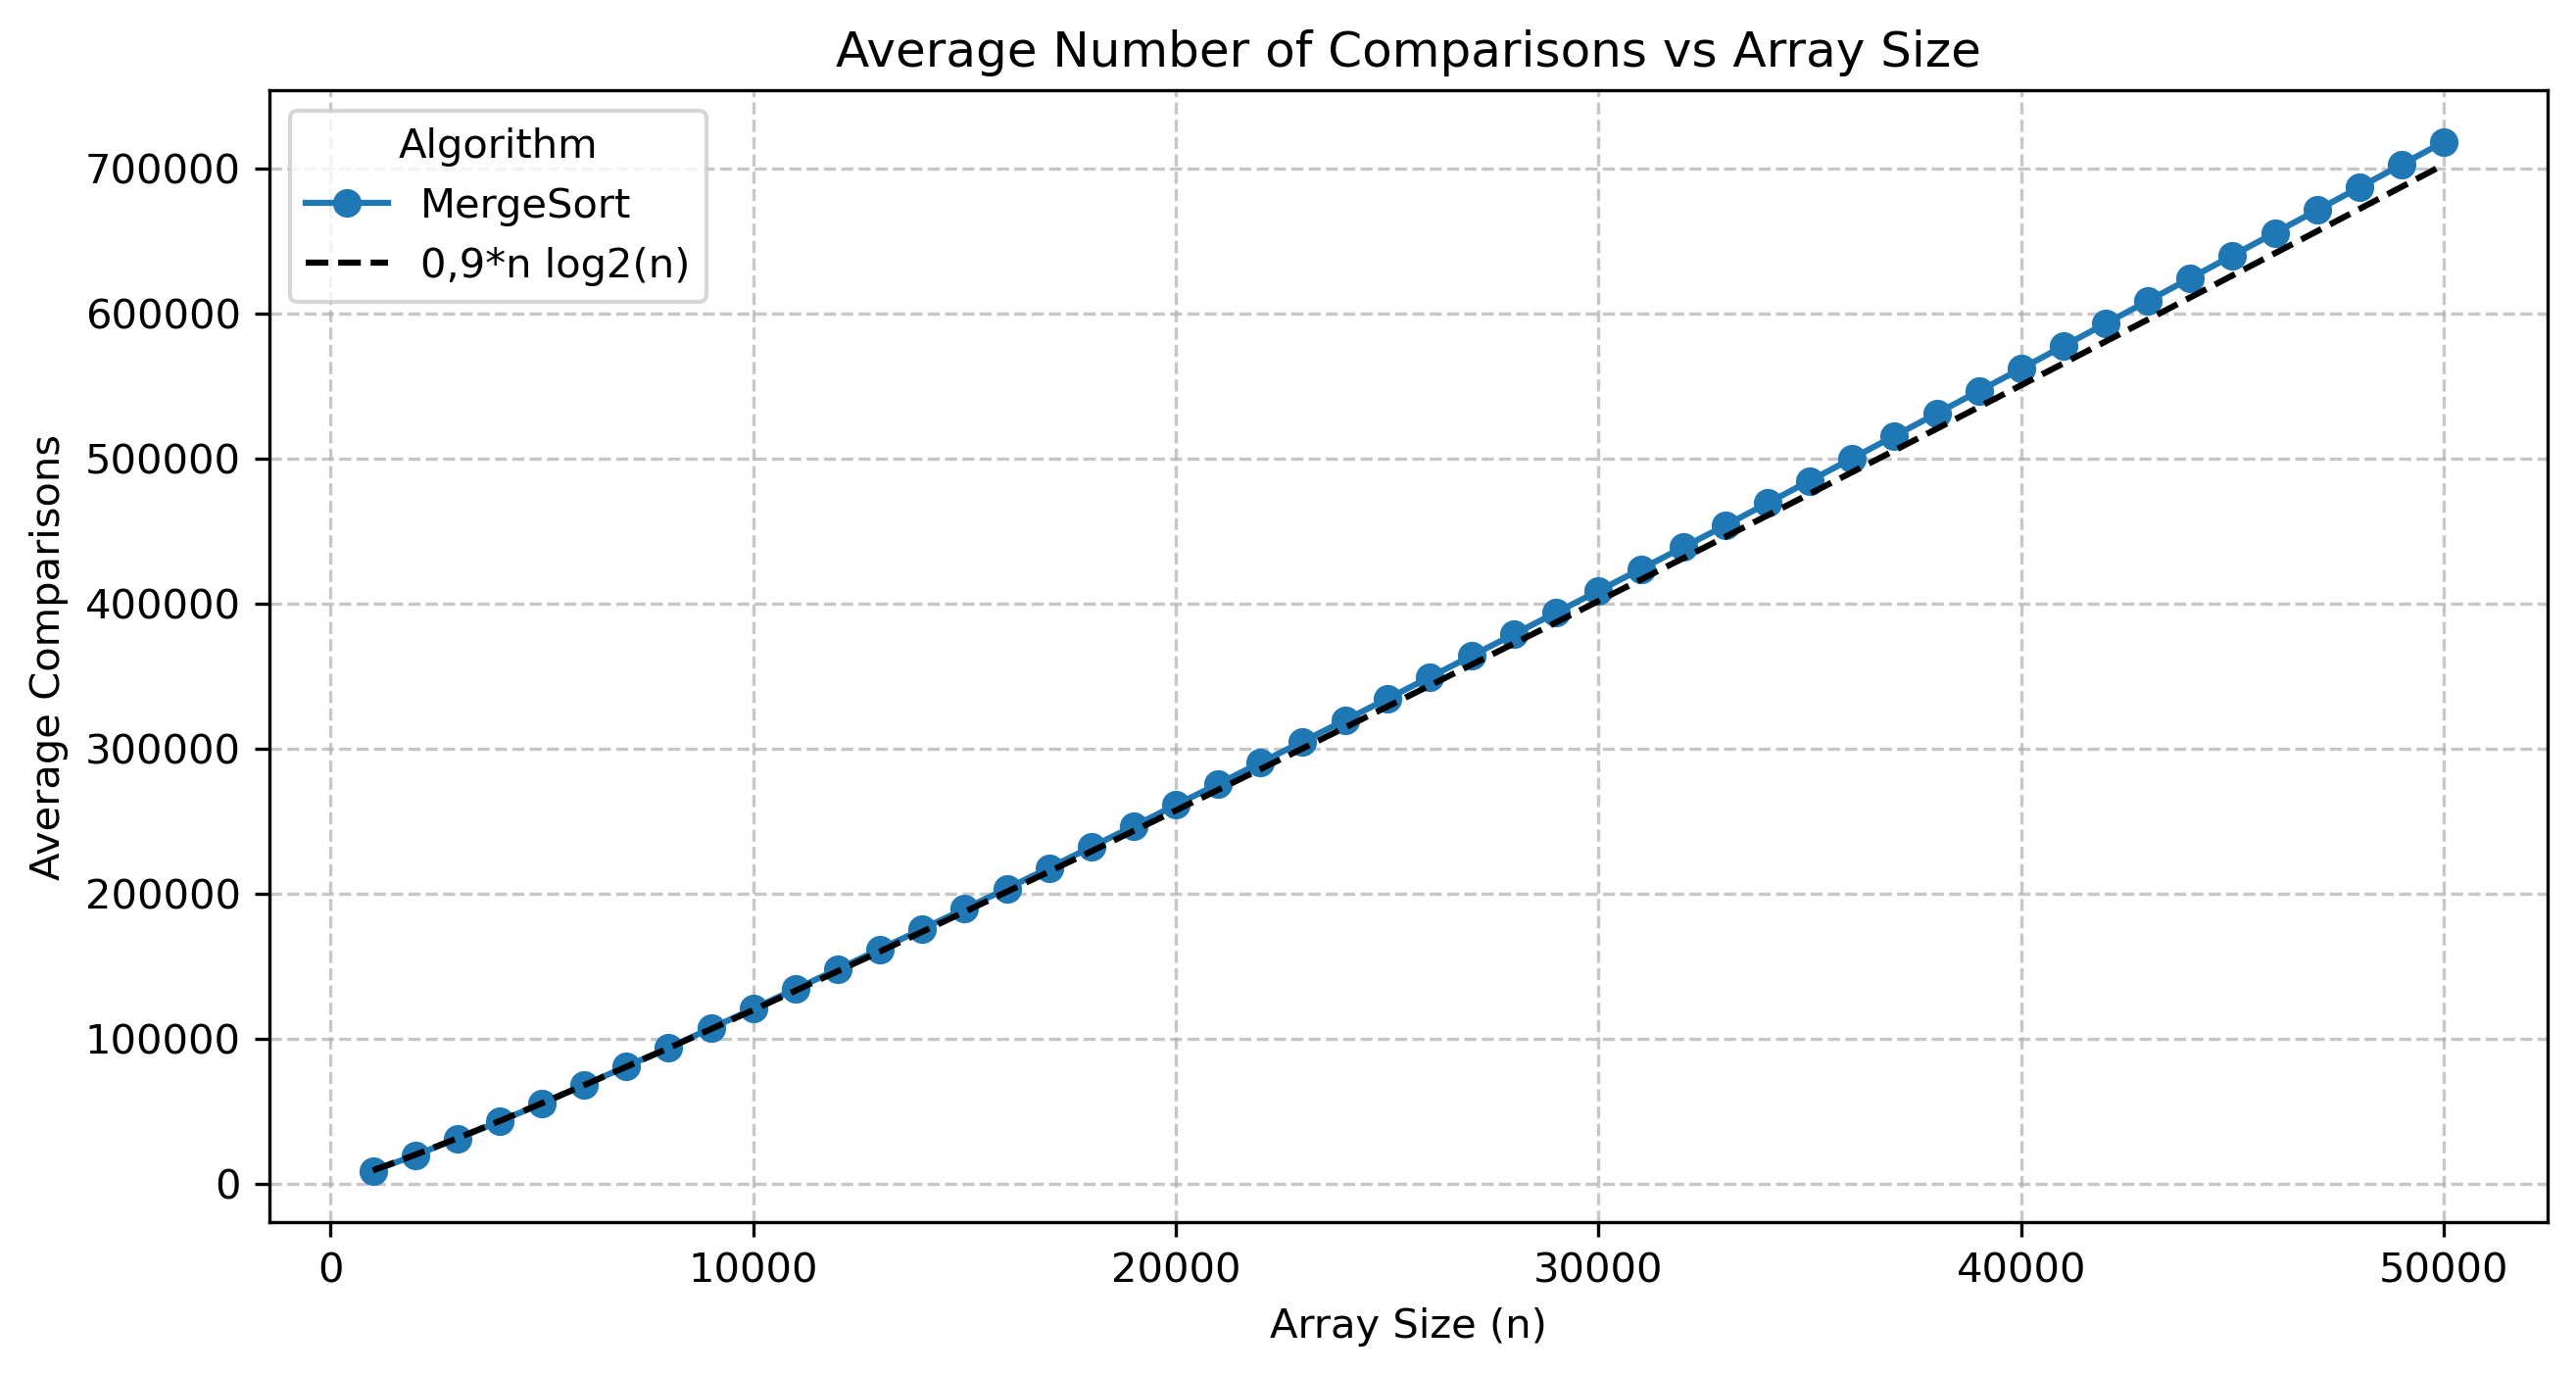 Average Number of Comparisons vs Array Size
Algorithm
MergeSort
0,9*n log2(n)
Average Comparisons
700000
600000
500000
400000
300000
200000
100000
0
0 10000 20000 30000 40000 50000
Array Size (n)